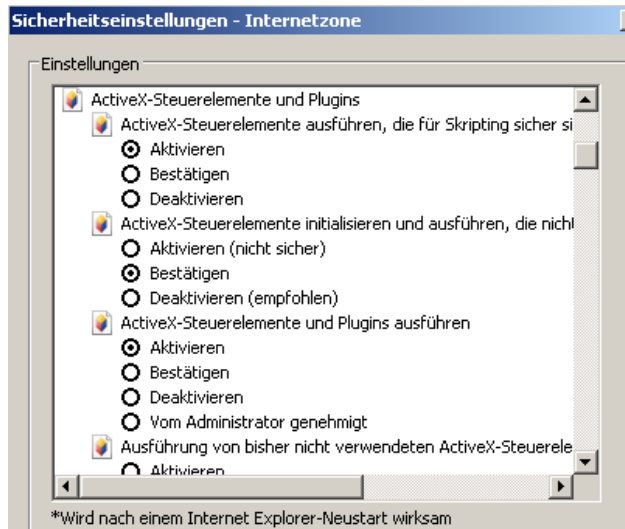 Sicherheitseinstellungen - Internetzone
Einstellungen
ActiveX-Steuerelemente und Plugins
ActiveX-Steuerelemente ausführen, die für Skripting sicher si
Aktivieren
Bestätigen
Deaktivieren
ActiveX-Steuerelemente initialisieren und ausführen, die nich
Aktivieren (nicht sicher)
Bestätigen
Deaktivieren (empfohlen)
ActiveX-Steuerelemente und Plugins ausführen
Aktivieren
Bestätigen
Deaktivieren
Vom Administrator genehmigt
Ausführung von bisher nicht verwendeten ActiveX-Steuerele
Aktivieren
*Wird nach einem Internet Explorer-Neustart wirksam